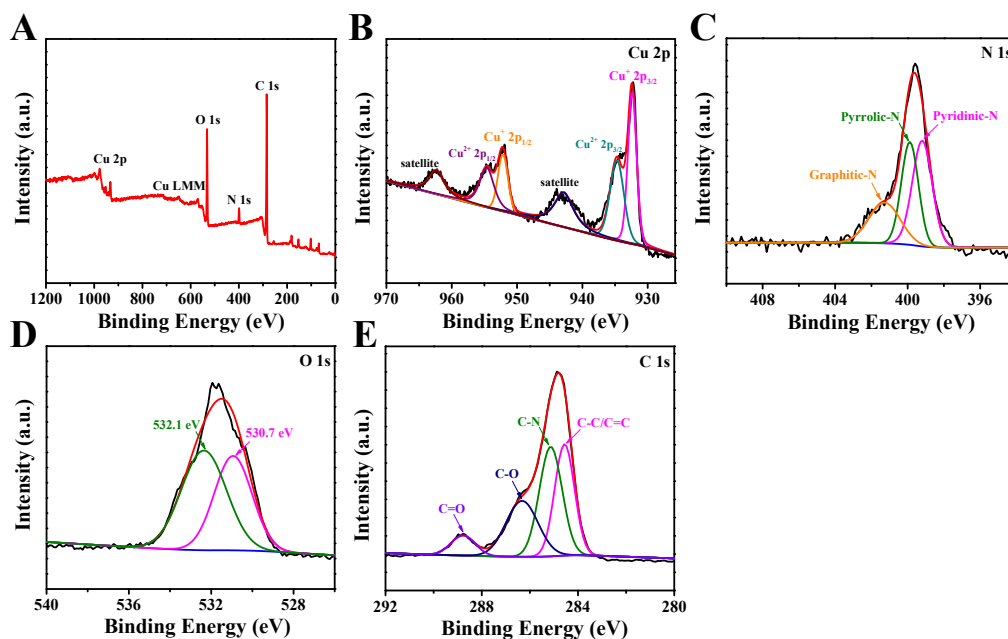 A
Intensity (a.u.)
Cu 2p
Cu LMM
O 1s
N 1s
C 1s
1200 1000 800 600 400 200 0
Binding Energy (eV)
B
Cu 2p
Intensity (a.u.)
satellite
Cu²⁺ 2p₁/₂
Cu⁺ 2p₁/₂
satellite
Cu²⁺ 2p₃/₂
Cu⁺ 2p₃/₂
970 960 950 940 930
Binding Energy (eV)
C
N 1s
Intensity (a.u.)
Pyrrolic-N
Pyridinic-N
Graphitic-N
408 404 400 396
Binding Energy (eV)
D
O 1s
Intensity (a.u.)
532.1 eV
530.7 eV
540 536 532 528
Binding Energy (eV)
E
C 1s
Intensity (a.u.)
C-N
C-C/C=C
C-O
C=O
292 288 284 280
Binding Energy (eV)